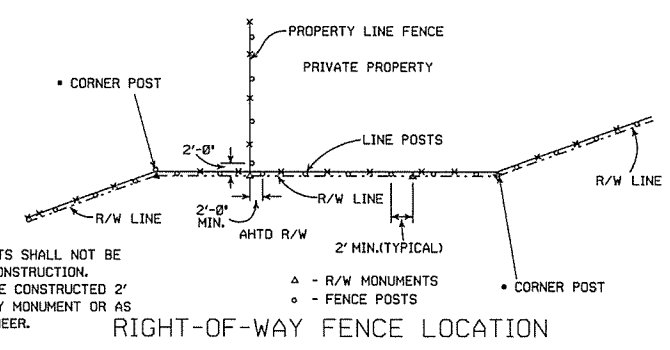 PROPERTY LINE FENCE
PRIVATE PROPERTY
• CORNER POST
2'-0"
LINE POSTS
R/W LINE
R/W LINE
R/W LINE
2'-0"
MIN.
AHTD R/W
2' MIN.(TYPICAL)
TS SHALL NOT BE
ONSTRUCTION.
E CONSTRUCTED 2'
Y MONUMENT OR AS
NEER.
△ - R/W MONUMENTS
○ - FENCE POSTS
• CORNER POST
RIGHT-OF-WAY FENCE LOCATION